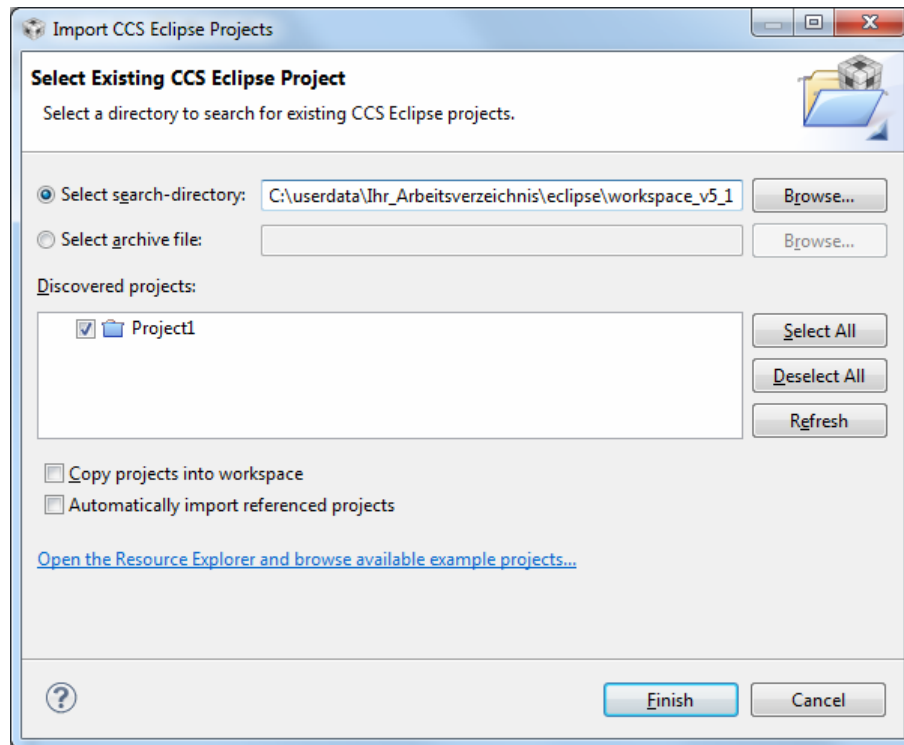 Import CCS Eclipse Projects
Select Existing CCS Eclipse Project
Select a directory to search for existing CCS Eclipse projects.
Select search-directory: C:\userdata\Ihr_Arbeitsverzeichnis\eclipse\workspace_v5_1 Browse...
Select archive file: Browse...
Discovered projects:
Project1
Select All
Deselect All
Refresh
Copy projects into workspace
Automatically import referenced projects
Open the Resource Explorer and browse available example projects...
? Finish Cancel